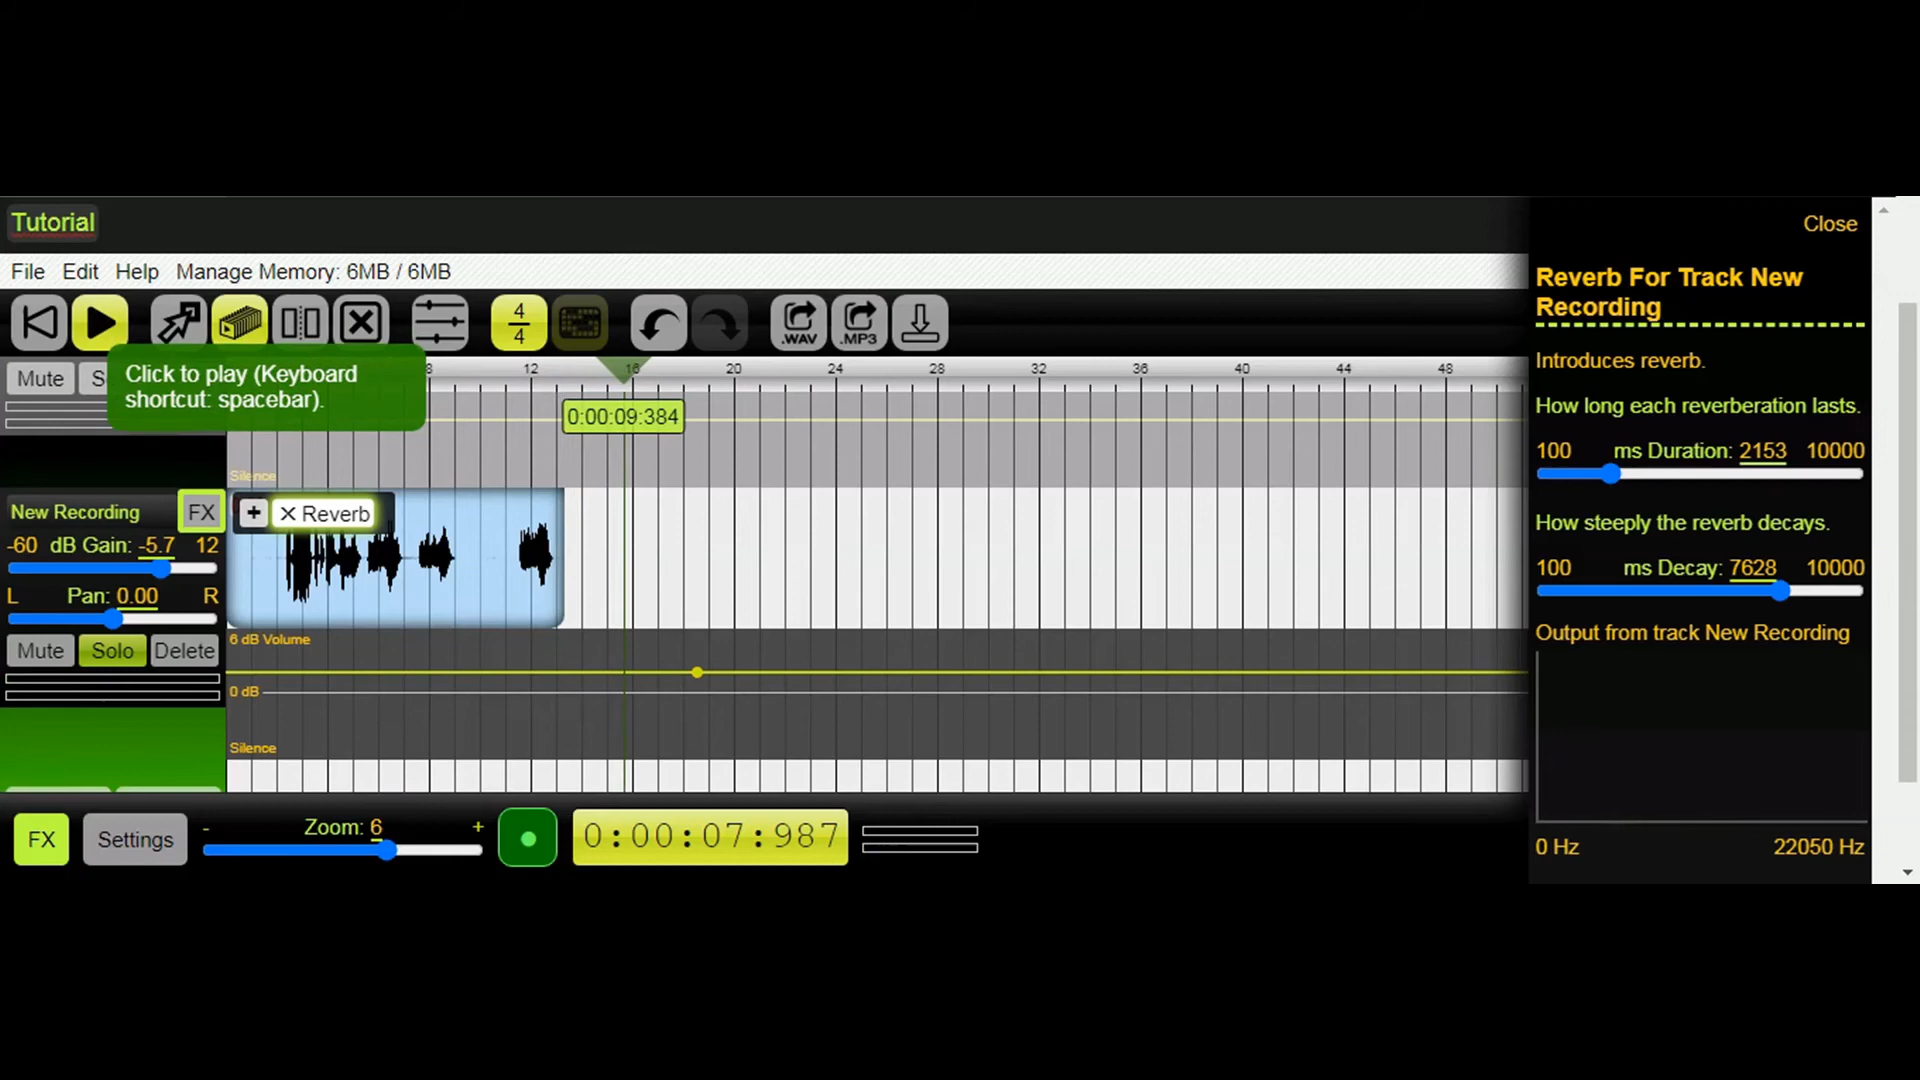 Tutorial
File Edit Help Manage Memory: 6MB / 6MB
4
4
.WAV
.MP3
Mute
Click to play (Keyboard
shortcut: spacebar).
8 12 16 20 24 28 32 36 40 44 48
0:00:09:384
Silence
New Recording FX
+ × Reverb
-60 dB Gain: -5.7 12
L Pan: 0.00 R
Mute Solo Delete
6 dB Volume
0 dB
Silence
FX Settings
- Zoom: 6 +
0:00:07:987
Close
Reverb For Track New
Recording
Introduces reverb.
How long each reverberation lasts.
100 ms Duration: 2153 10000
How steeply the reverb decays.
100 ms Decay: 7628 10000
Output from track New Recording
0 Hz 22050 Hz